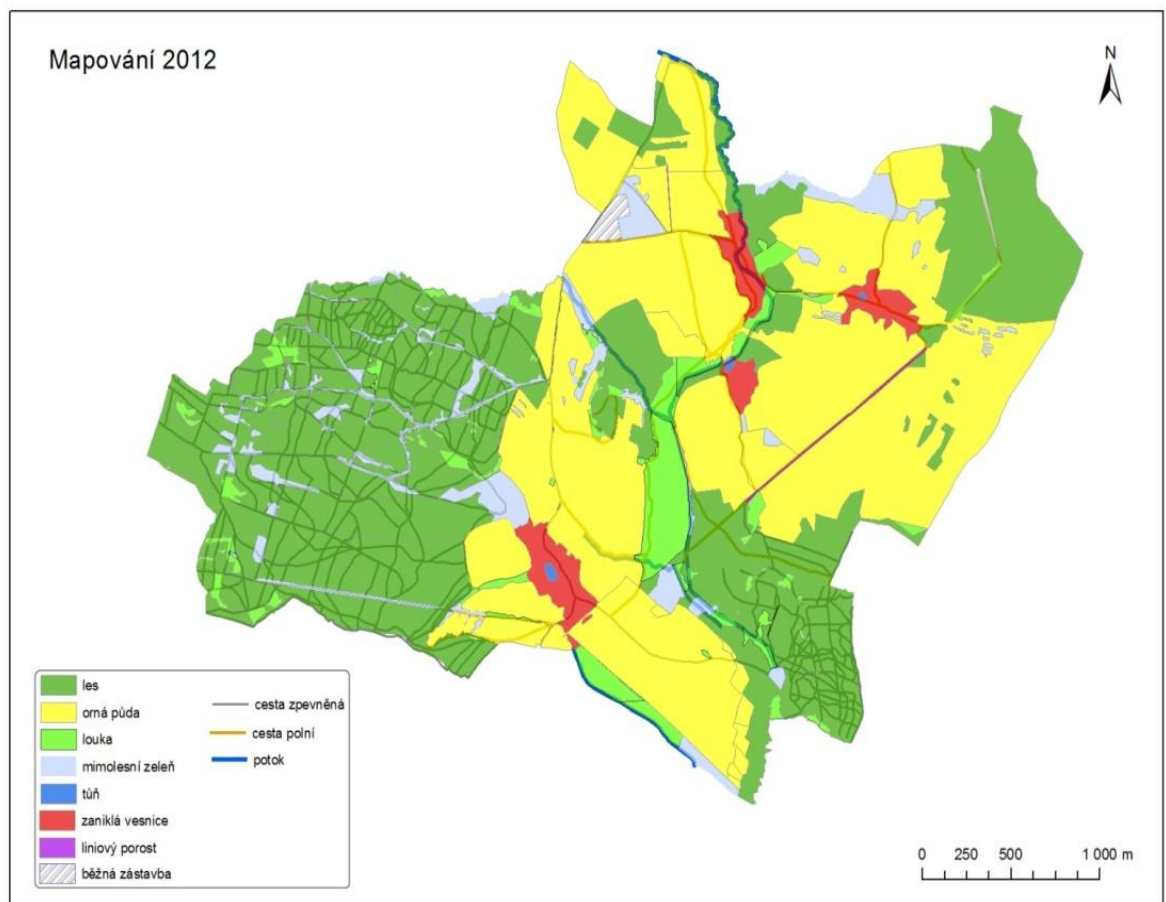 Mapování 2012
N
les
orná půda
louka
mimolesní zeleň
tůň
zaniklá vesnice
liniový porost
běžná zástavba
cesta zpevněná
cesta polní
potok
0 250 500 1 000 m